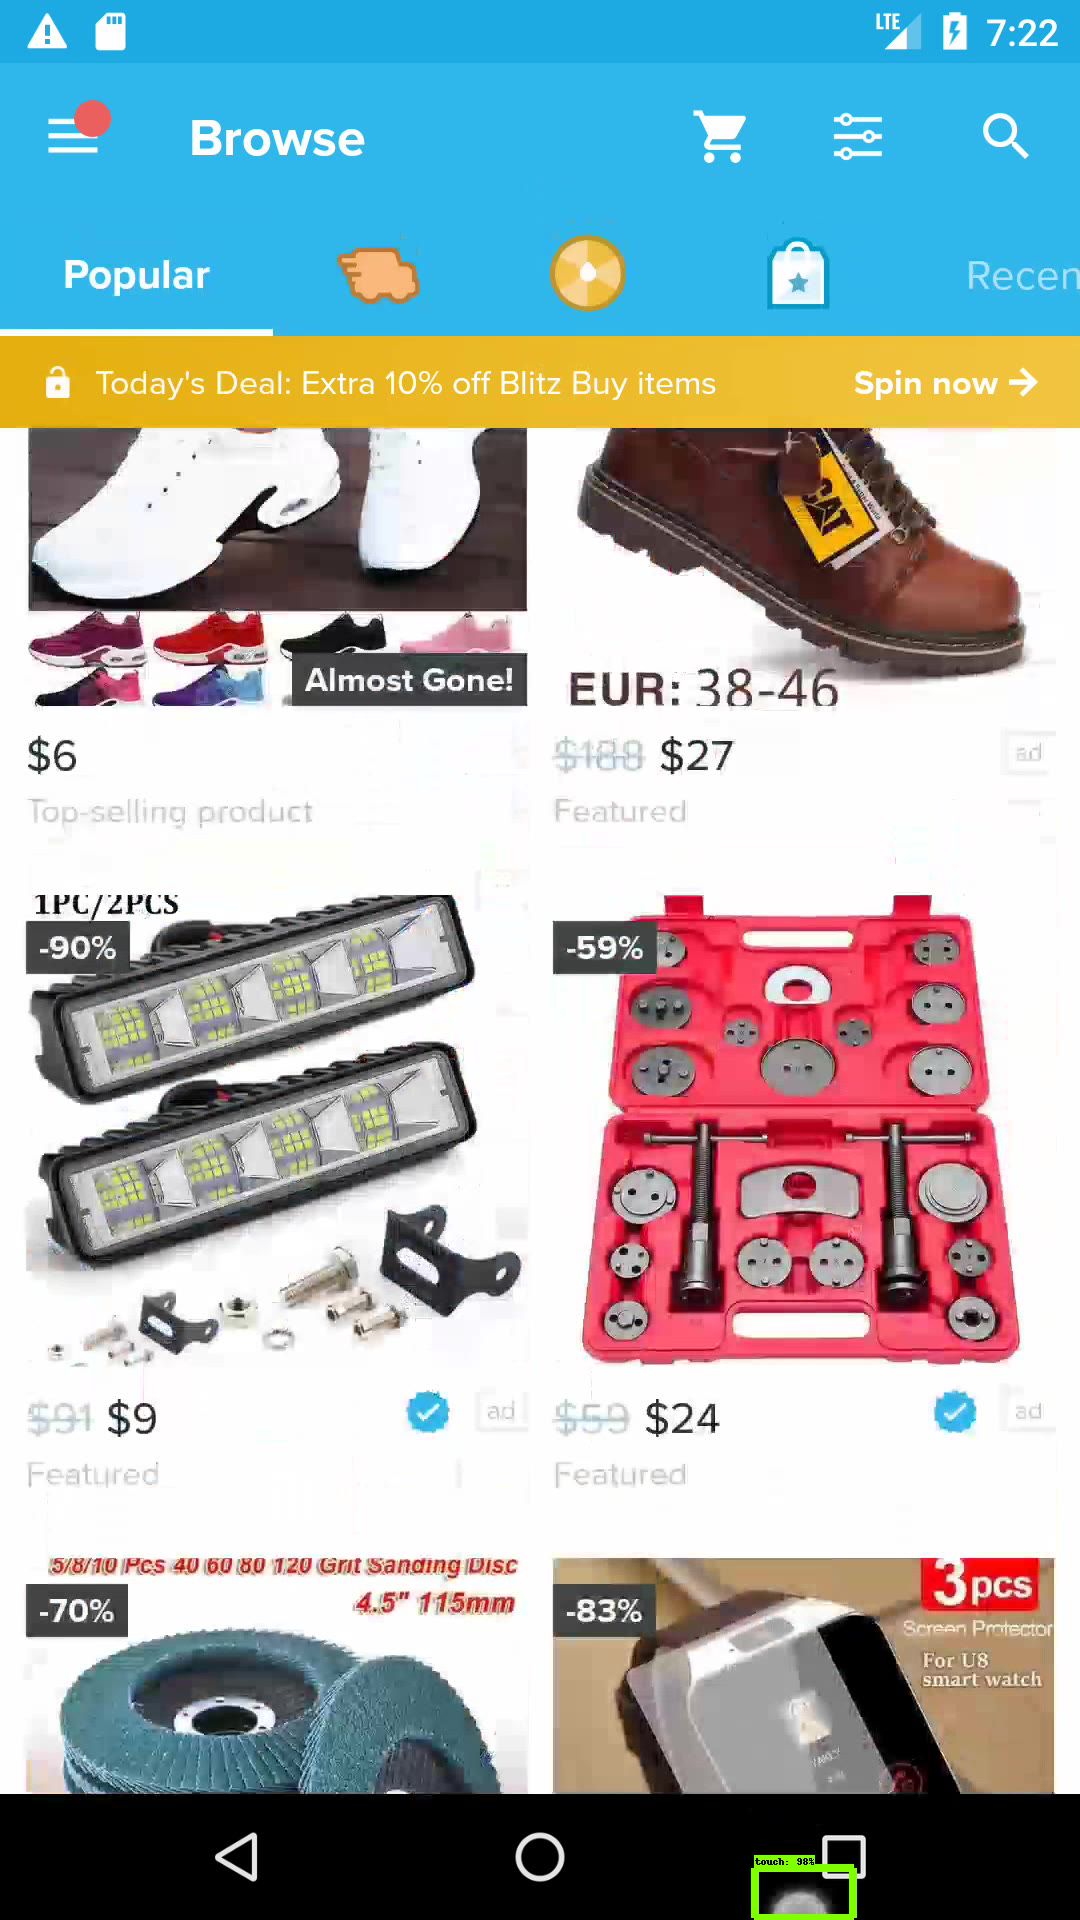 LTE 7:22
Browse
Popular Recen
Today's Deal: Extra 10% off Blitz Buy items Spin now
CAT
EUR: 38-46
Almost Gone!
$6
$188 $27 ad
Top-selling product
Featured
1PC/2PCS
-90%
-59%
$91 $9 ad
$59 $24 ad
Featured
Featured
5/8/10 Pcs 40 60 80 120 Grit Sanding Disc
4.5" 115mm
-70%
-83%
3pcs
Screen Protector
For U8
smart watch
touch: 98%